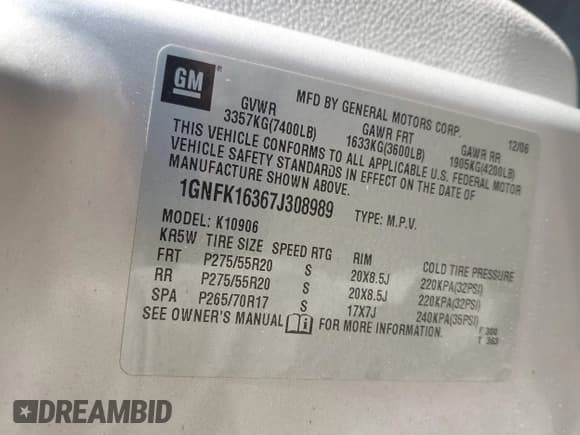 GM ®
MFD BY GENERAL MOTORS CORP. 12/06
GVWR GAWR FRT GAWR RR
3357KG(7400LB) 1633KG(3600LB) 1905KG(4200LB)
THIS VEHICLE CONFORMS TO ALL APPLICABLE U.S. FEDERAL MOTOR
VEHICLE SAFETY STANDARDS IN EFFECT ON THE DATE OF
MANUFACTURE SHOWN ABOVE.
1GNFK16367J308989 TYPE: M.P.V.
MODEL: K10906
KR5W TIRE SIZE SPEED RTG RIM COLD TIRE PRESSURE
FRT P275/55R20 S 20X8.5J 220KPA(32PSI)
RR P275/55R20 S 20X8.5J 220KPA(32PSI)
SPA P265/70R17 S 17X7J 240KPA(35PSI)
SEE OWNER'S MANUAL FOR MORE INFORMATION. F 300
T 363
DREAMBID